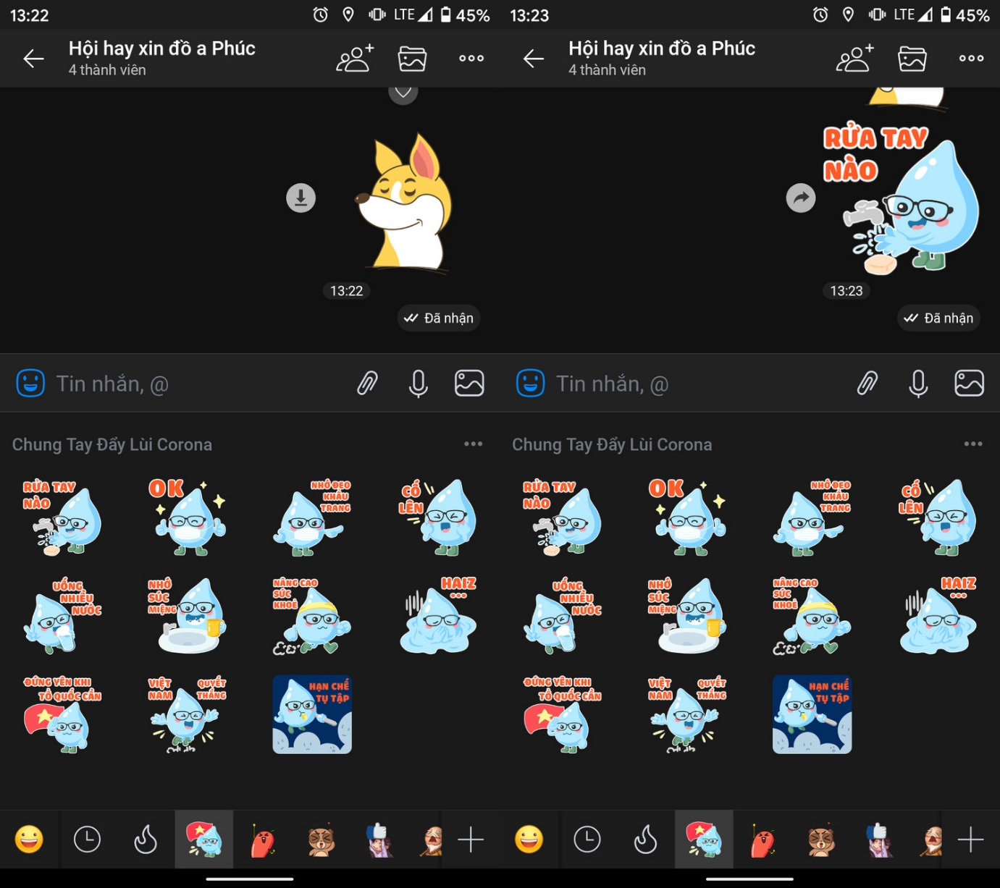 13:22
LTE
45%
Hội hay xin đồ a Phúc
4 thành viên
13:22
Đã nhận
Tin nhắn, @
Chung Tay Đẩy Lùi Corona
RỬA TAY
NÀO
OK
NHỚ ĐEO
KHẨU
TRANG
CỐ
LÊN
UỐNG
NHIỀU
NƯỚC
NHỚ
SÚC
MIỆNG
NÂNG CAO
SỨC
KHOẺ
HAIZ
...
ĐỨNG YÊN KHI
TỔ QUỐC CẦN
VIỆT
NAM
QUYẾT
THẮNG
HẠN CHẾ
TỤ TẬP
13:23
LTE
45%
Hội hay xin đồ a Phúc
4 thành viên
RỬA TAY
NÀO
13:23
Đã nhận
Tin nhắn, @
Chung Tay Đẩy Lùi Corona
RỬA TAY
NÀO
OK
NHỚ ĐEO
KHẨU
TRANG
CỐ
LÊN
UỐNG
NHIỀU
NƯỚC
NHỚ
SÚC
MIỆNG
NÂNG CAO
SỨC
KHOẺ
HAIZ
...
ĐỨNG YÊN KHI
TỔ QUỐC CẦN
VIỆT
NAM
QUYẾT
THẮNG
HẠN CHẾ
TỤ TẬP